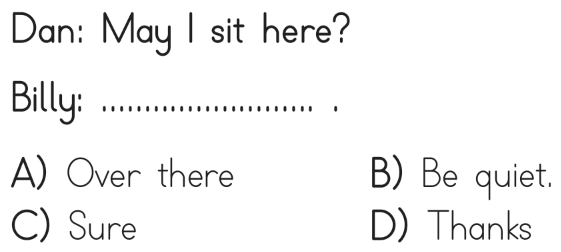 Dan: May I sit here?
Billy: ......................... .
A) Over there B) Be quiet.
C) Sure D) Thanks